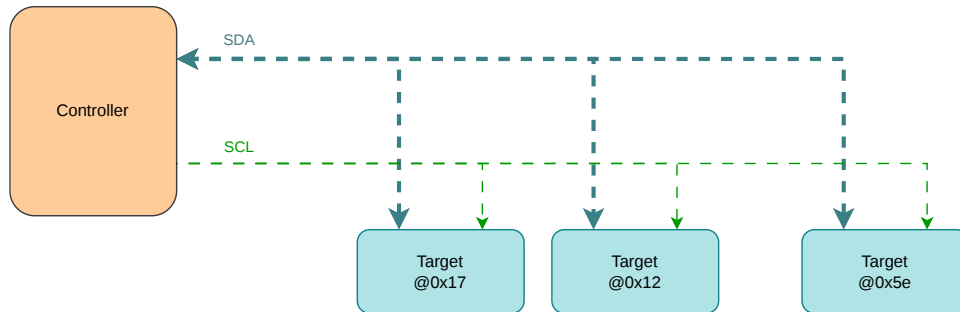 SDA
Controller
SCL
Target
@0x17
Target
@0x12
Target
@0x5e